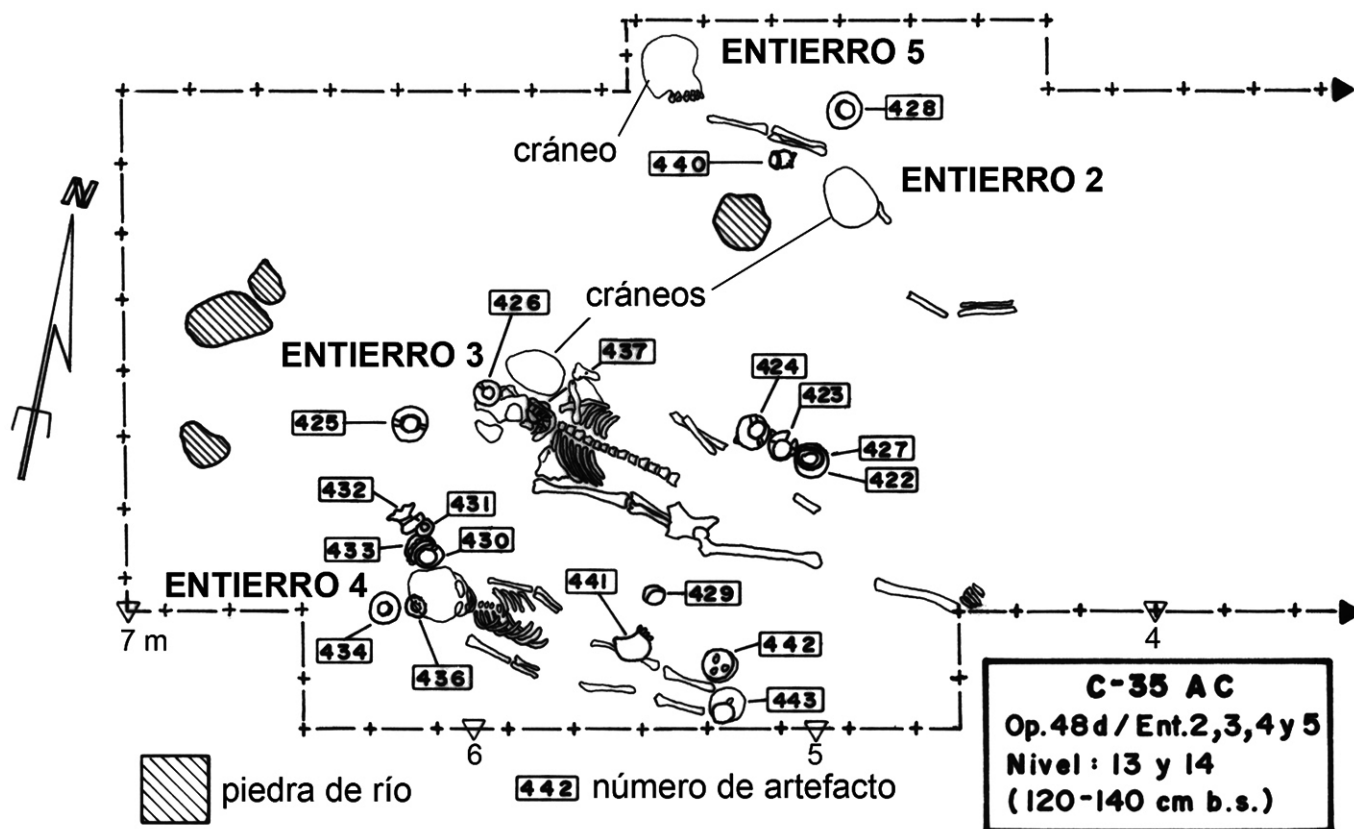 ENTIERRO 5
cráneo
428
440
ENTIERRO 2
N
cráneos
426
ENTIERRO 3
437
424
423
425
427
422
432
431
433
430
ENTIERRO 4
441
429
434
436
442
443
7 m
6
5
4
C-35 AC
Op.48d/Ent.2,3,4 y 5
Nivel: 13 y 14
(120-140 cm b.s.)
piedra de río
442 número de artefacto